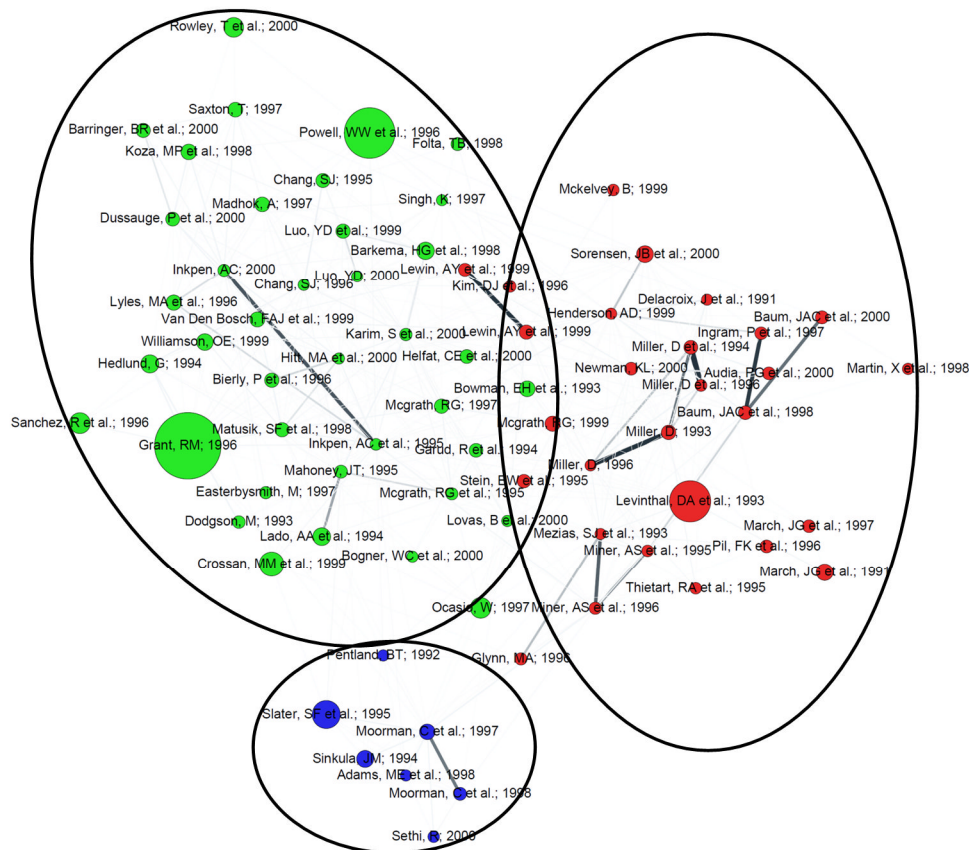 Rowley, T et al.; 2000
Saxton, T; 1997
Barringer, BR et al.; 2000
Powell, WW et al.; 1996
Folta, TB; 1998
Koza, MP et al.; 1998
Chang, SJ; 1995
Mckelvey B; 1999
Madhok, A; 1997
Singh, K; 1997
Dussauge, P et al.; 2000
Luo, YD et al.; 1999
Barkema, HG et al.; 1998
Sorensen, JB et al.; 2000
Inkpen, AC; 2000
Lewin, AY et al.; 1999
Luo, YD; 2000
Chang, SJ; 1996
Kim, DJ et al.; 1996
Delacroix, J et al.; 1991
Lyles, MA et al.; 1996
Henderson, AD; 1999
Baum, JAC et al.; 2000
Van Den Bosch, FAJ et al.; 1999
Karim, S et al.; 2000
Lewin, AY et al.; 1999
Ingram, P et al.; 1997
Williamson, OE; 1999
Miller, D et al.; 1994
Hitt, MA et al.; 2000
Helfat, CE et al.; 2000
Hedlund, G; 1994
Newman, KL; 2000
Audia, PG et al.; 2000
Martin, X et al.; 1998
Bierly, P et al.; 1996
Bowman, EH et al.; 1993
Miller, D et al.; 1996
Mcgrath, RG; 1997
Baum, JAC et al.; 1998
Sanchez, R et al.; 1996
Matusik, SF et al.; 1998
Mcgrath, RG; 1999
Miller, D; 1993
Grant, RM; 1996
Inkpen, AC et al.; 1995
Garud, R et al.; 1994
Miller, D; 1996
Mahoney, JT; 1995
Stein, EW et al.; 1995
Easterbysmith, M; 1997
Mcgrath, RG et al.; 1995
Levinthal, DA et al.; 1993
Dodgson, M; 1993
Lovas, B et al.; 2000
March, JG et al.; 1997
Lado, AA et al.; 1994
Mezias, SJ et al.; 1993
Pil, FK et al.; 1996
Bogner, WC et al.; 2000
Miner, AS et al.; 1995
Crossan, MM et al.; 1999
March, JG et al.; 1991
Thietart, RA et al.; 1995
Ocasio, W; 1997
Miner, AS et al.; 1996
Pentland, BT; 1992
Glynn, MA; 1996
Slater, SF et al.; 1995
Moorman, C et al.; 1997
Sinkula, JM; 1994
Adams, ME et al.; 1998
Moorman, C et al.; 1998
Sethi, R; 2000